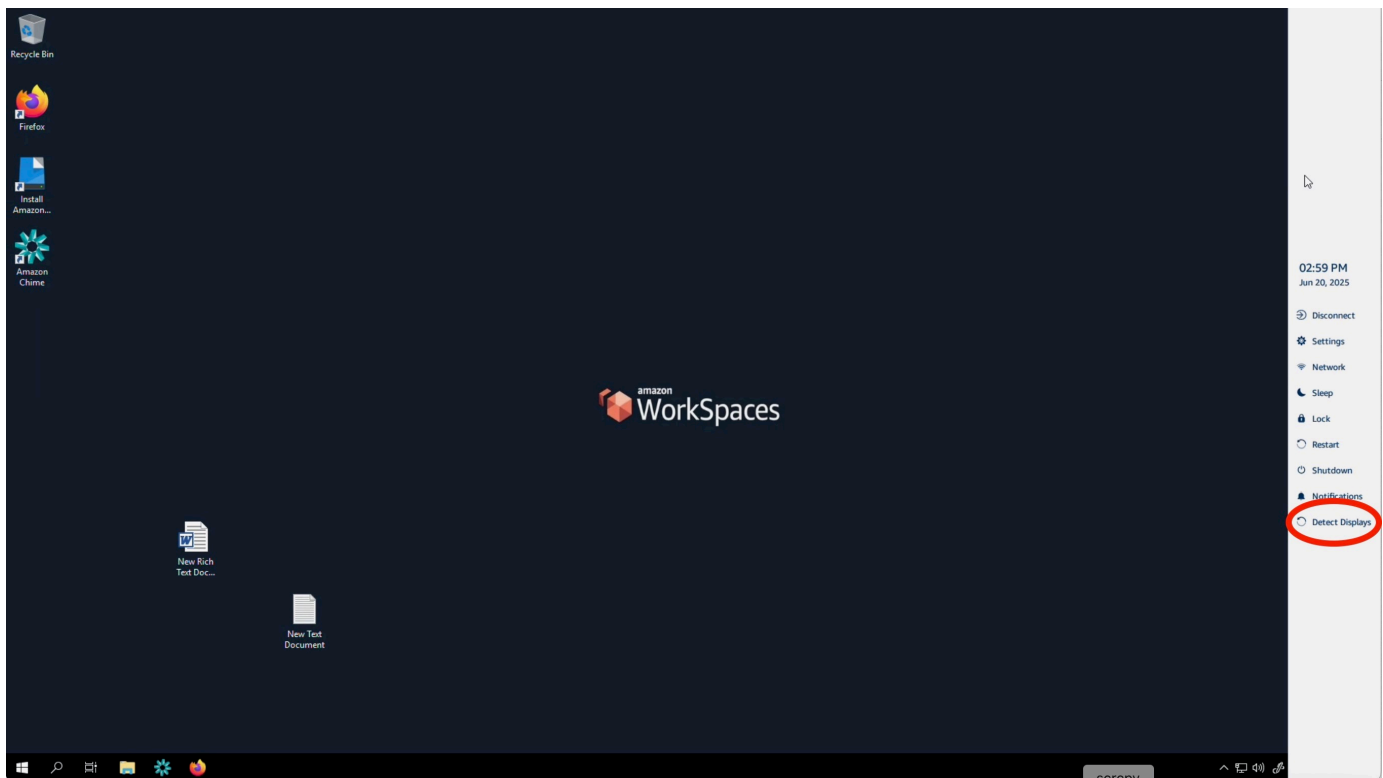 Recycle Bin
Firefox
Install
Amazon...
Amazon
Chime
amazon
WorkSpaces
New Rich
Text Doc...
New Text
Document
02:59 PM
Jun 20, 2025
Disconnect
Settings
Network
Sleep
Lock
Restart
Shutdown
Notifications
Detect Displays